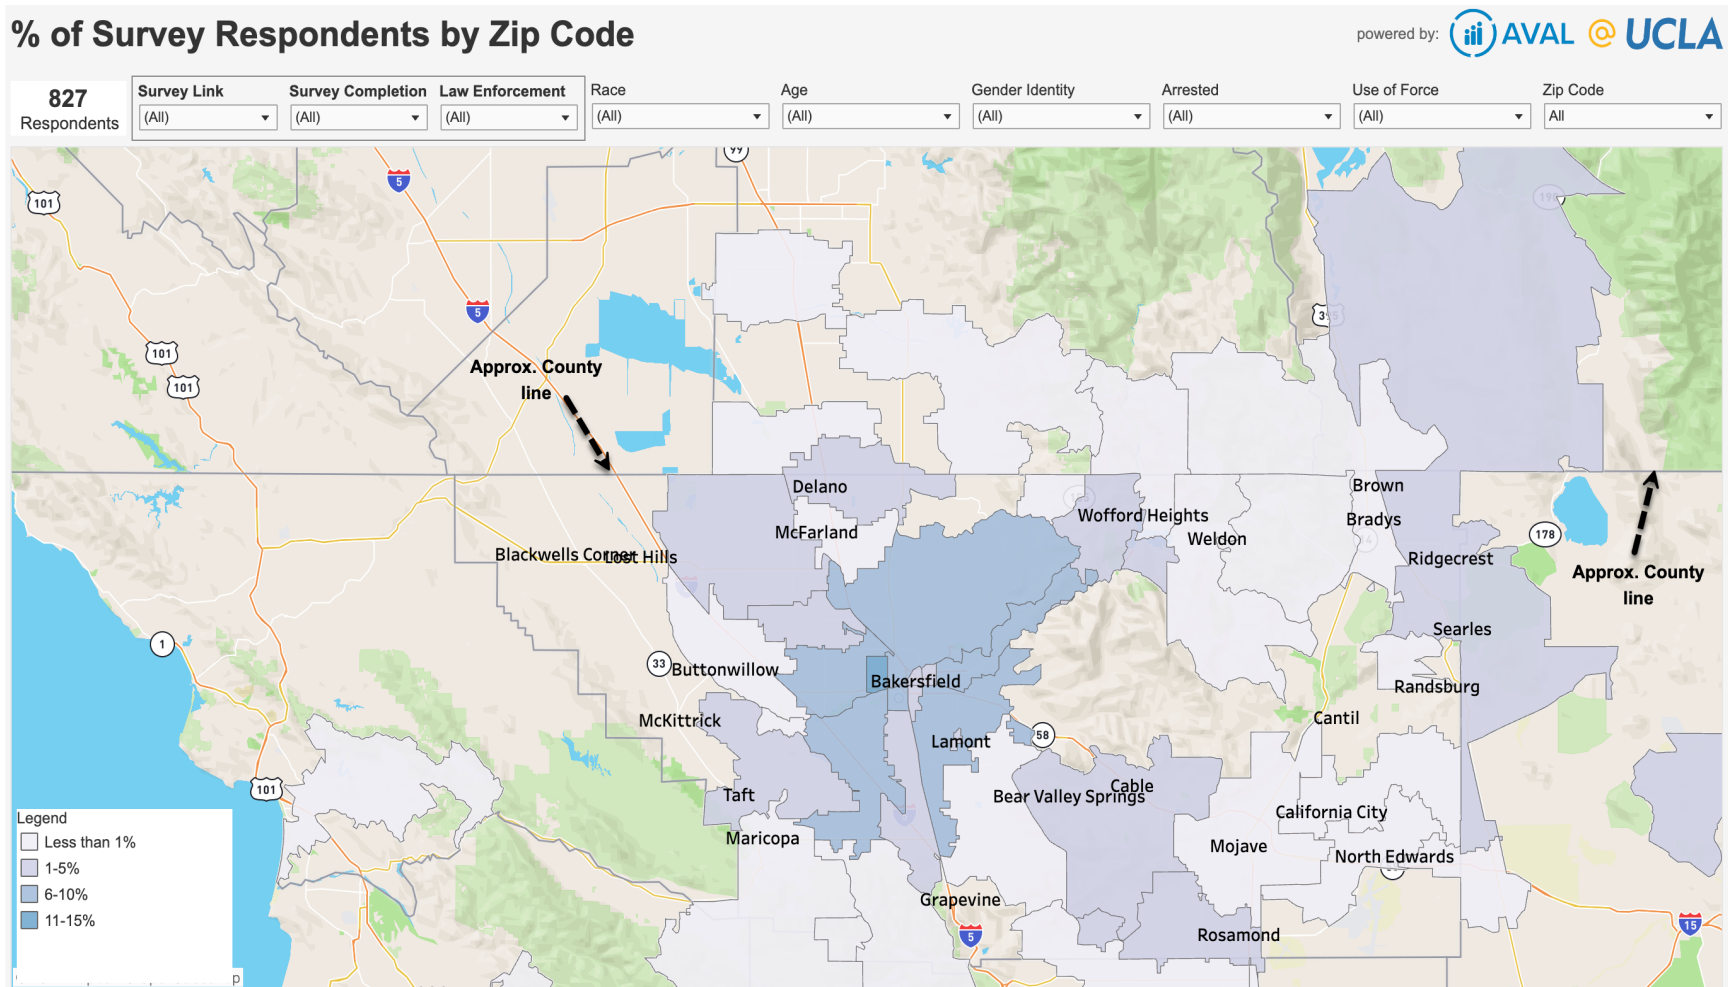 % of Survey Respondents by Zip Code
powered by: AVAL @ UCLA
827
Respondents
Survey Link
(All)
Survey Completion
(All)
Law Enforcement
(All)
Race
(All)
Age
(All)
Gender Identity
(All)
Arrested
(All)
Use of Force
(All)
Zip Code
All
99
5
101
5
101
101
Approx. County
line
Delano
McFarland
Blackwells Corner
Lost Hills
Wofford Heights
Weldon
Brown
Bradys
Ridgecrest
178
Approx. County
line
1
33
Buttonwillow
Bakersfield
Searles
Randsburg
McKittrick
Cantil
Lamont
58
101
Taft
Cable
Bear Valley Springs
California City
Maricopa
Mojave
North Edwards
Grapevine
5
Rosamond
15
Legend
Less than 1%
1-5%
6-10%
11-15%